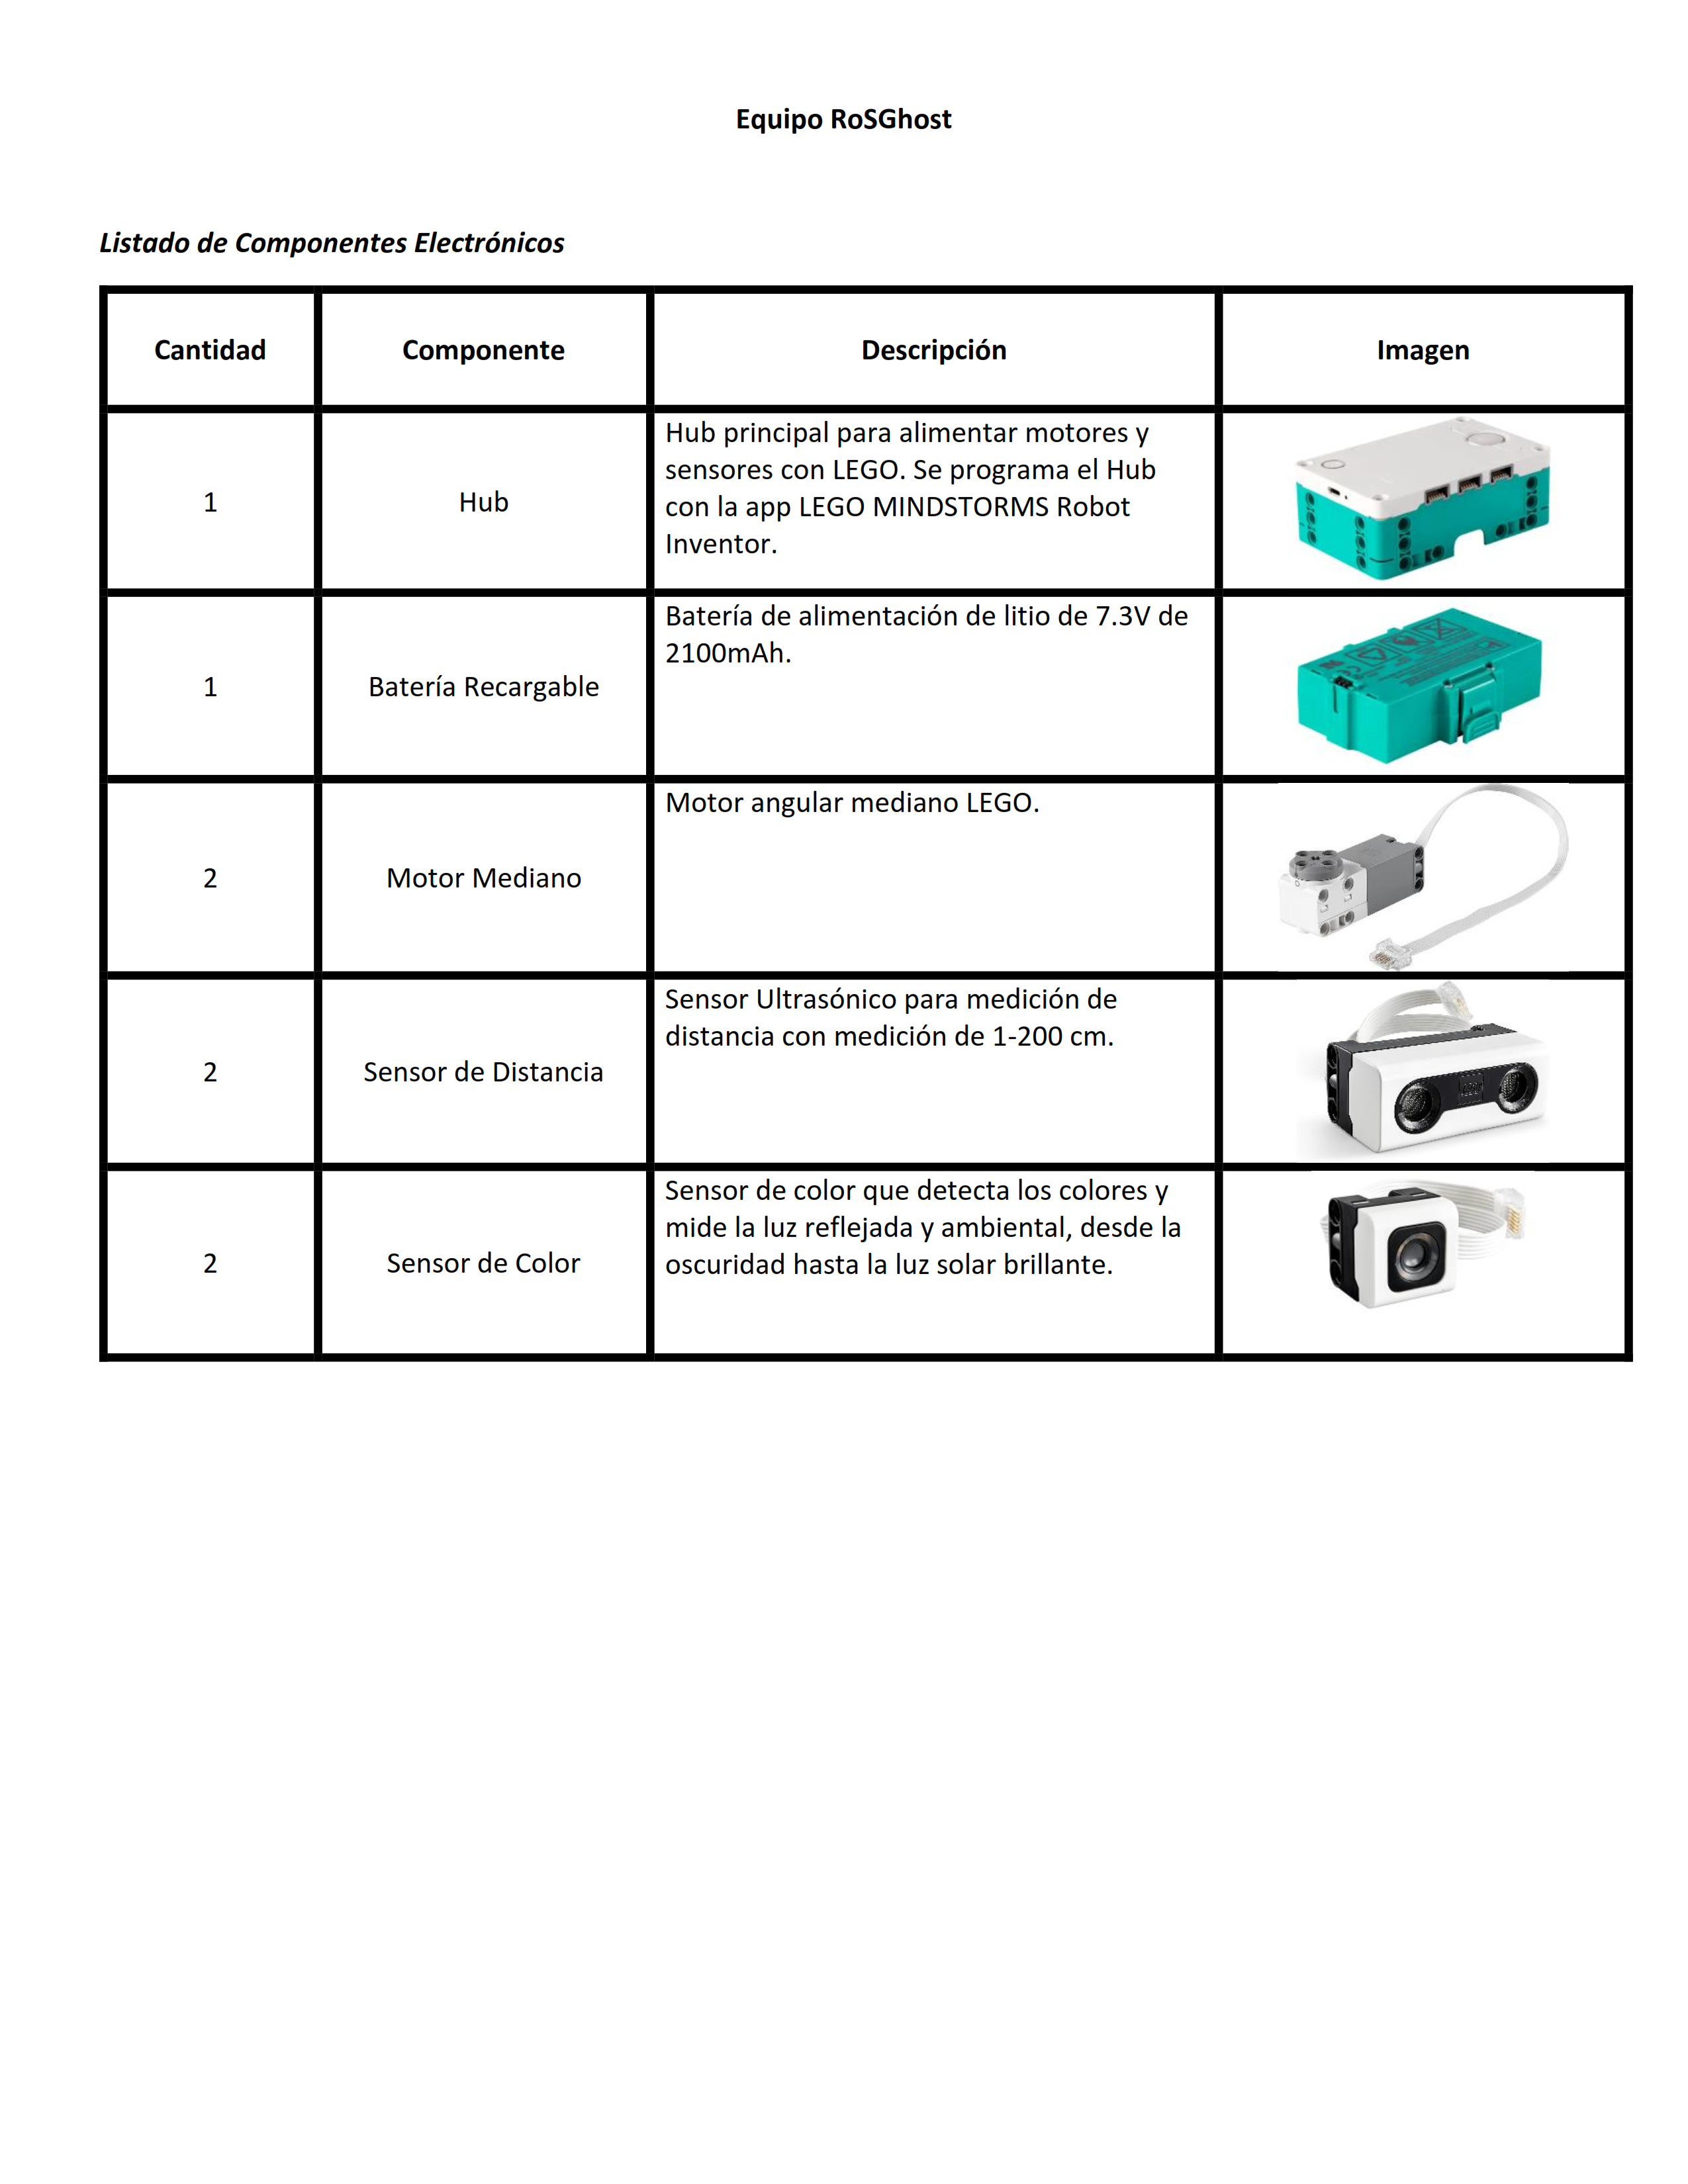 Equipo RoSGhost
Listado de Componentes Electrónicos
Cantidad
Componente
Descripción
Imagen
1
Hub
Hub principal para alimentar motores y
sensores con LEGO. Se programa el Hub
con la app LEGO MINDSTORMS Robot
Inventor.
1
Batería Recargable
Batería de alimentación de litio de 7.3V de
2100mAh.
2
Motor Mediano
Motor angular mediano LEGO.
2
Sensor de Distancia
Sensor Ultrasónico para medición de
distancia con medición de 1-200 cm.
2
Sensor de Color
Sensor de color que detecta los colores y
mide la luz reflejada y ambiental, desde la
oscuridad hasta la luz solar brillante.